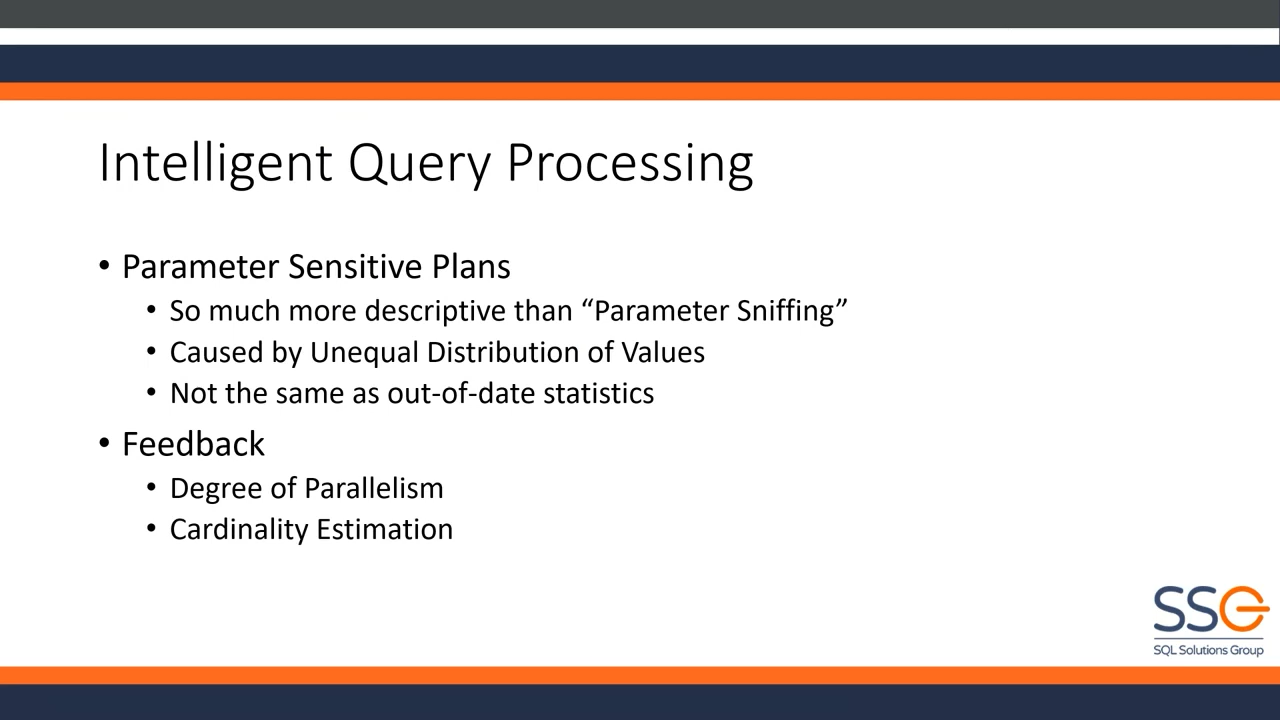 Intelligent Query Processing
• Parameter Sensitive Plans
• So much more descriptive than “Parameter Sniffing”
• Caused by Unequal Distribution of Values
• Not the same as out-of-date statistics
• Feedback
• Degree of Parallelism
• Cardinality Estimation
SSG
SQL Solutions Group